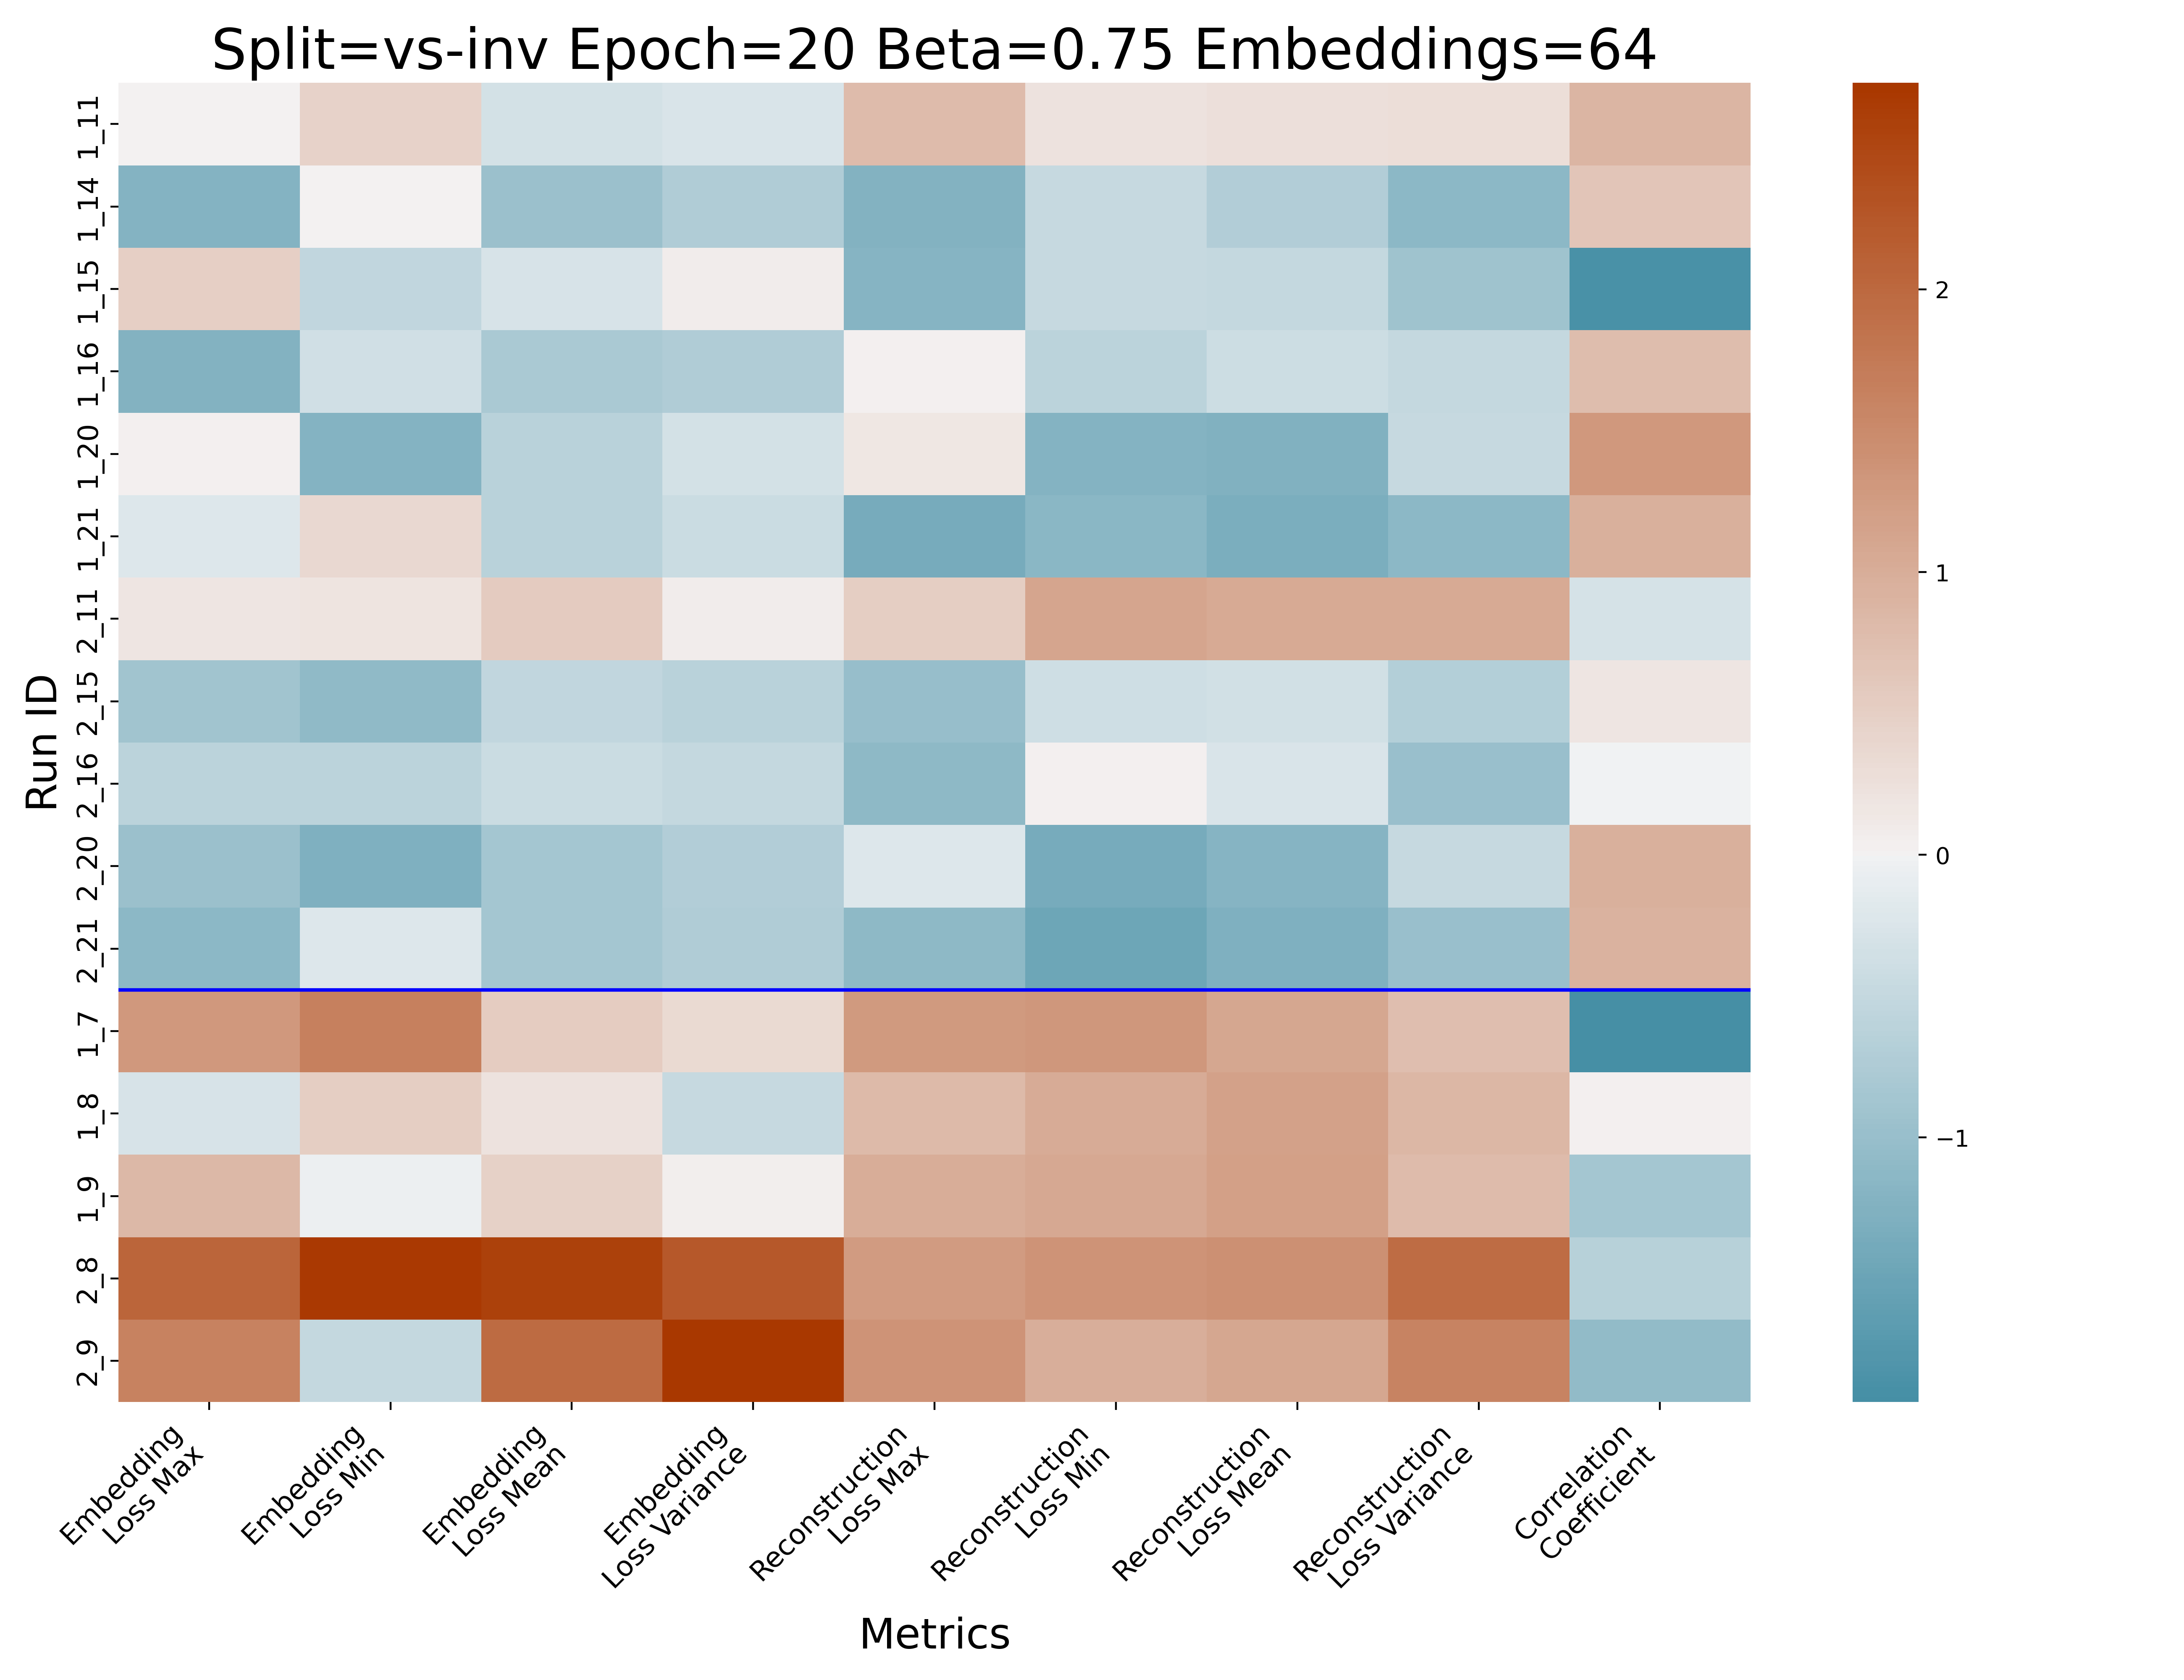 Split=vs-inv Epoch=20 Beta=0.75 Embeddings=64
Run ID
1_11
1_14
1_15
1_16
1_20
1_21
2_11
2_15
2_16
2_20
2_21
1_7
1_8
1_9
2_8
2_9
Embedding
Loss Max
Embedding
Loss Min
Embedding
Loss Mean
Embedding
Loss Variance
Reconstruction
Loss Max
Reconstruction
Loss Min
Reconstruction
Loss Mean
Reconstruction
Loss Variance
Correlation
Coefficient
Metrics
2
1
0
−1